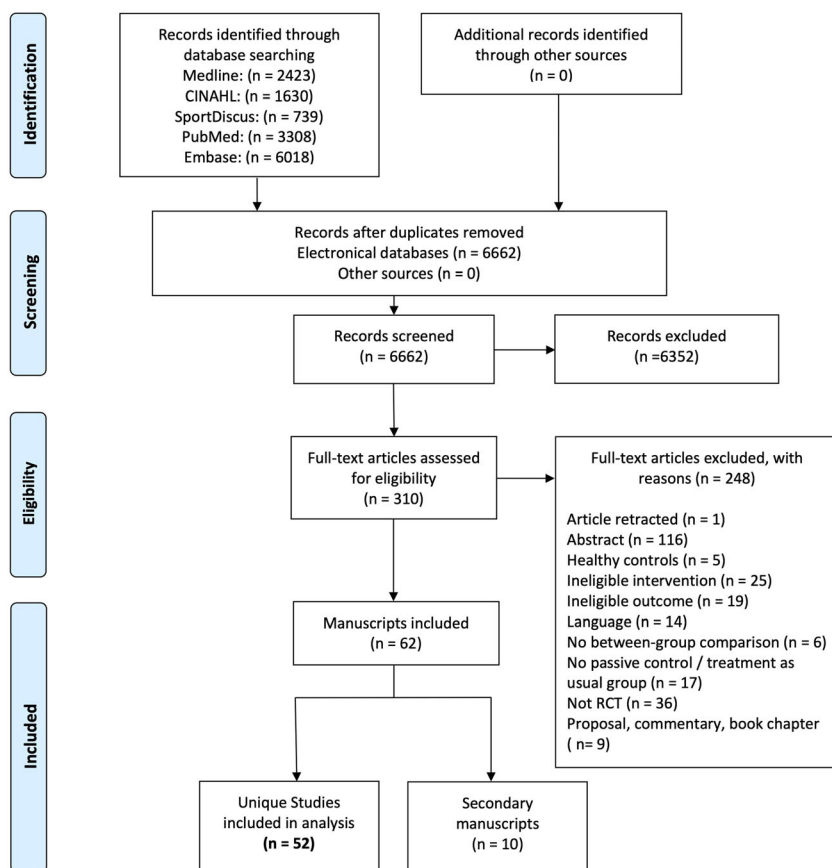 Identification
Records identified through
database searching
Medline: (n = 2423)
CINAHL: (n = 1630)
SportDiscus: (n = 739)
PubMed: (n = 3308)
Embase: (n = 6018)
Additional records identified
through other sources
(n = 0)
Screening
Records after duplicates removed
Electronical databases (n = 6662)
Other sources (n = 0)
Records screened
(n = 6662)
Records excluded
(n =6352)
Eligibility
Full-text articles assessed
for eligibility
(n = 310)
Full-text articles excluded, with
reasons (n = 248)
Article retracted (n = 1)
Abstract (n = 116)
Healthy controls (n = 5)
Ineligible intervention (n = 25)
Ineligible outcome (n = 19)
Language (n = 14)
No between-group comparison (n = 6)
No passive control / treatment as
usual group (n = 17)
Not RCT (n = 36)
Proposal, commentary, book chapter
( n= 9)
Included
Manuscripts included
(n = 62)
Unique Studies
included in analysis
(n = 52)
Secondary
manuscripts
(n = 10)